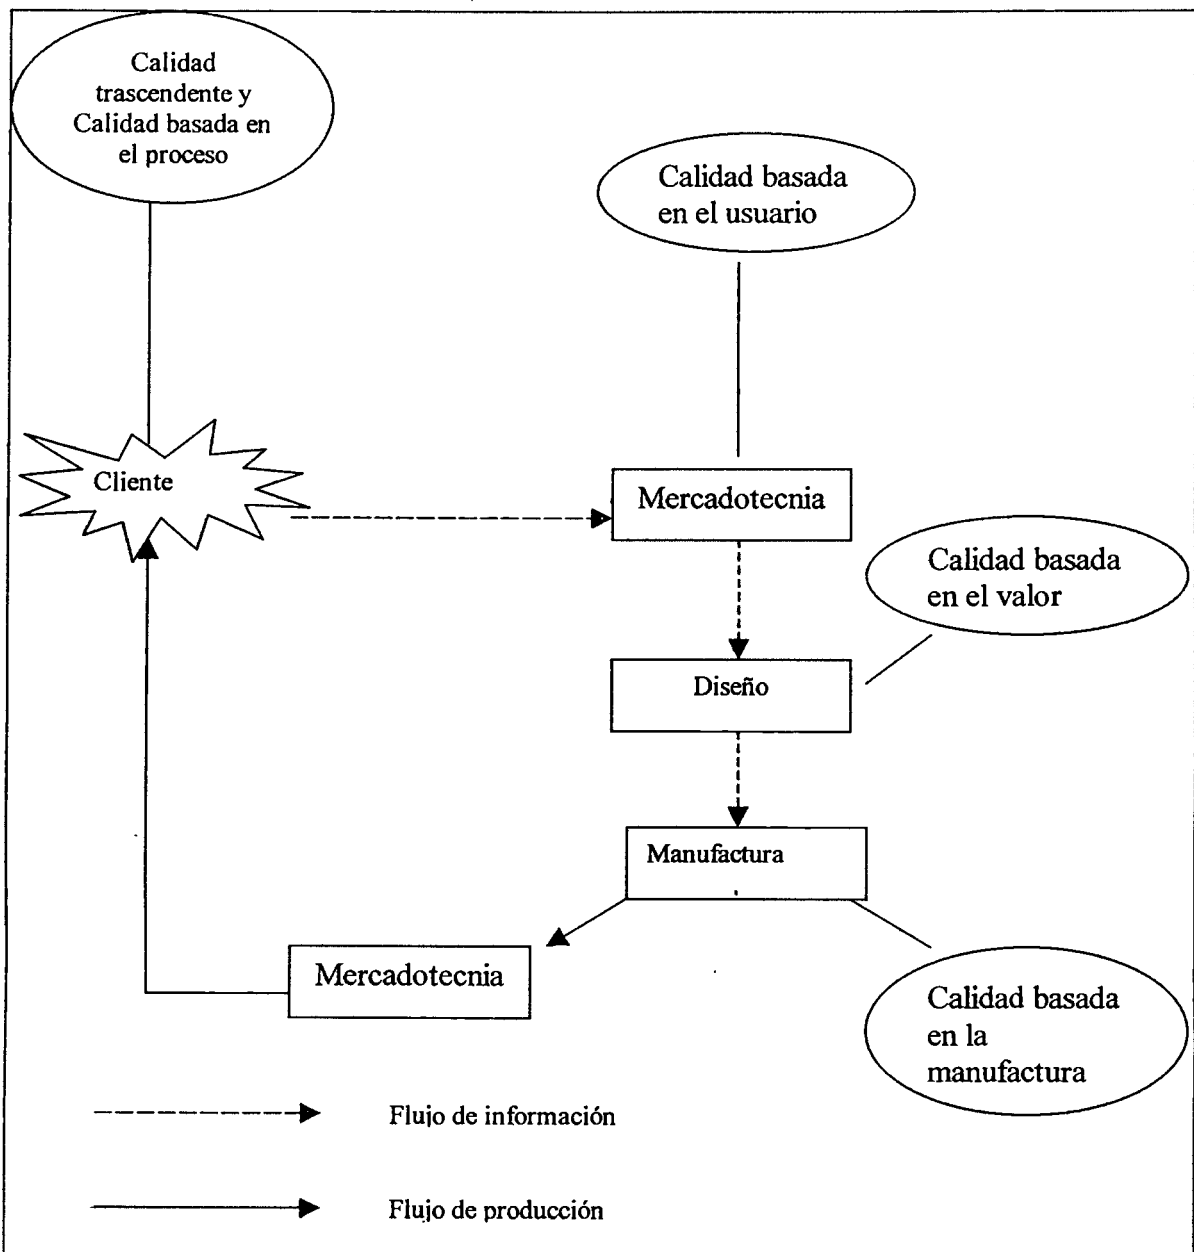 Calidad
trascendente y
Calidad basada en
el proceso
Calidad basada
en el usuario
Cliente
Mercadotecnia
Calidad basada
en el valor
Diseño
Manufactura
Mercadotecnia
Calidad basada
en la
manufactura
Flujo de información
Flujo de producción